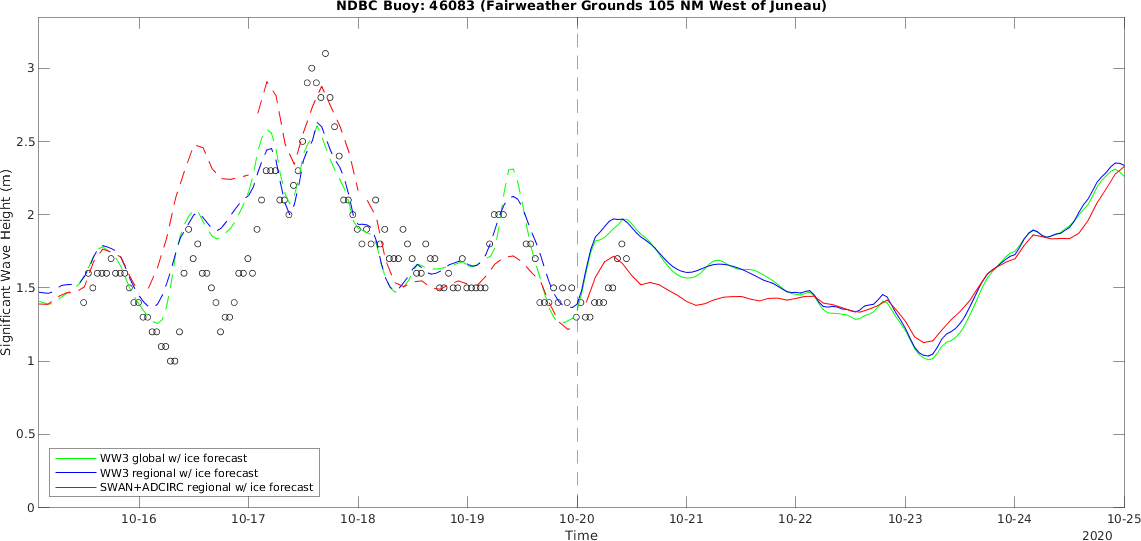 NDBC Buoy: 46083 (Fairweather Grounds 105 NM West of Juneau)
Significant Wave Height (m)
3
2.5
2
1.5
1
0.5
0
WW3 global w/ ice forecast
WW3 regional w/ ice forecast
SWAN+ADCIRC regional w/ ice forecast
10-16 10-17 10-18 10-19 10-20 10-21 10-22 10-23 10-24 10-25
Time
2020